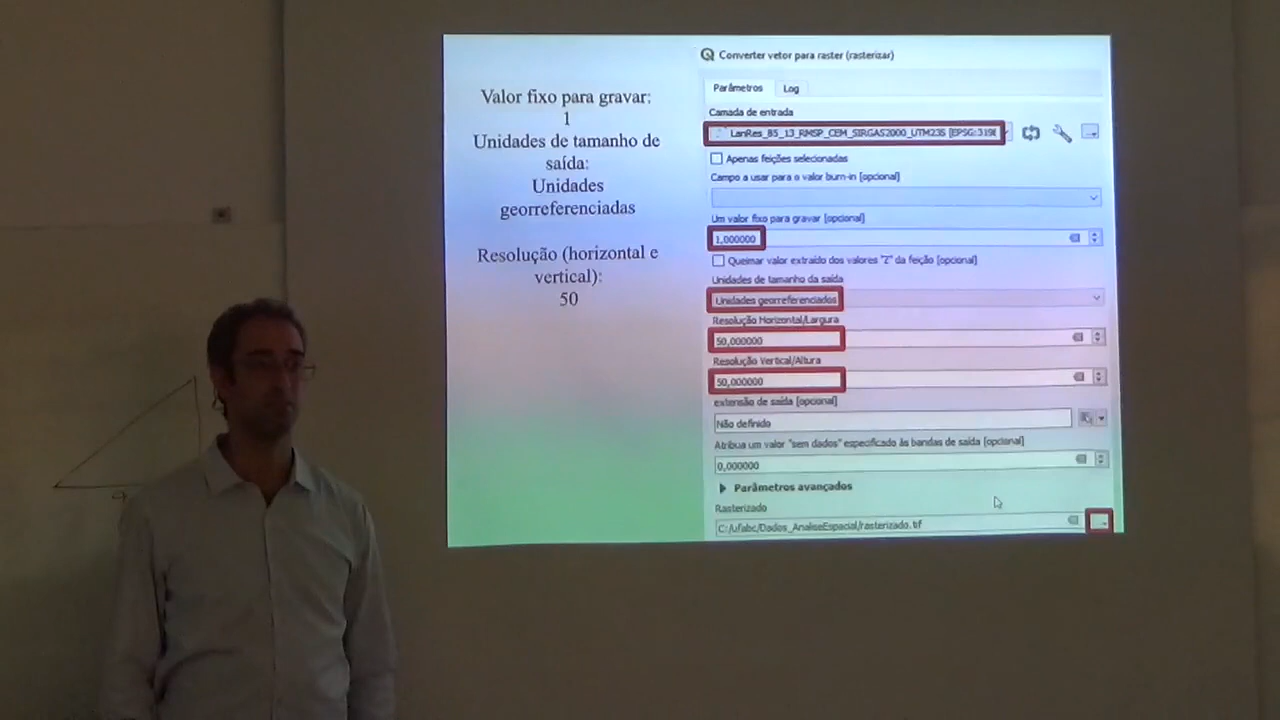 Valor fixo para gravar:
1
Unidades de tamanho de
saída:
Unidades
georreferenciadas
Resolução (horizontal e
vertical):
50
Converter vetor para raster (rasterizar)
Parâmetros Log
Camada de entrada
LanRes_85_13_RMSP_CEM_SIRGAS2000_UTM23S [EPSG:3198
Apenas feições selecionadas
Campo a usar para o valor burn-in [opcional]
Um valor fixo para gravar [opcional]
1,000000
Queimar valor extraído dos valores "Z" da feição [opcional]
Unidades de tamanho da saída
Unidades georreferenciados
Resolução Horizontal/Largura
50,000000
Resolução Vertical/Altura
50,000000
extensão de saída [opcional]
Não definido
Atribua um valor "sem dados" especificado às bandas de saída [opcional]
0,000000
Parâmetros avançados
Rasterizado
C:/ufabc/Dados_AnaliseEspacial/rasterizado.tif
4